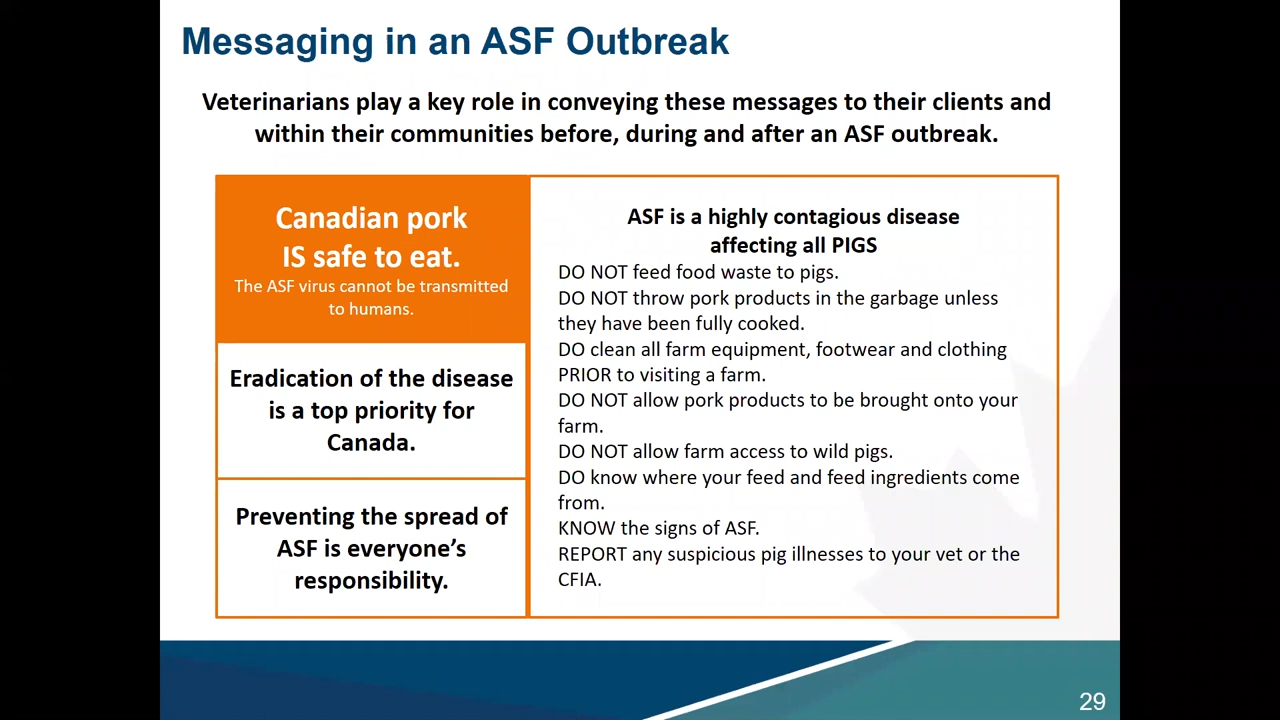 Messaging in an ASF Outbreak
Veterinarians play a key role in conveying these messages to their clients and
within their communities before, during and after an ASF outbreak.
Canadian pork
IS safe to eat.
The ASF virus cannot be transmitted
to humans.
Eradication of the disease
is a top priority for
Canada.
Preventing the spread of
ASF is everyone’s
responsibility.
ASF is a highly contagious disease
affecting all PIGS
DO NOT feed food waste to pigs.
DO NOT throw pork products in the garbage unless
they have been fully cooked.
DO clean all farm equipment, footwear and clothing
PRIOR to visiting a farm.
DO NOT allow pork products to be brought onto your
farm.
DO NOT allow farm access to wild pigs.
DO know where your feed and feed ingredients come
from.
KNOW the signs of ASF.
REPORT any suspicious pig illnesses to your vet or the
CFIA.
29